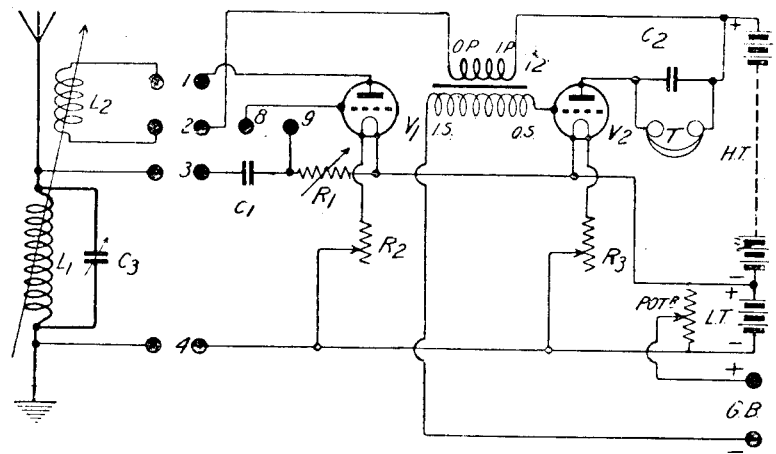 O.P. I.P.
C2
+
1
L2
2
8
9
V1
I.S.
O.S.
V2
T
H.T.
3
C1
R1
L1
C3
R2
R3
−
+
POTR
L.T.
4
−
+
G.B.
−